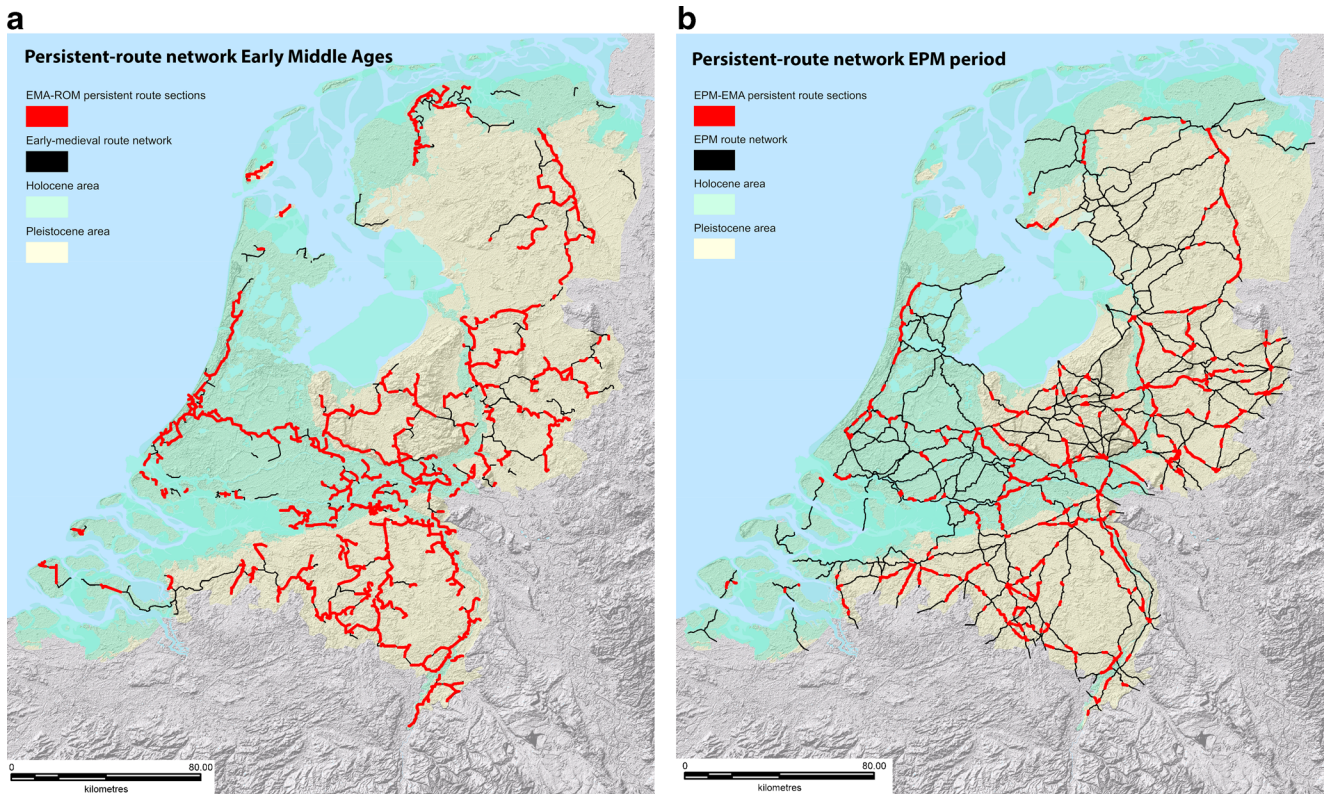 a
Persistent-route network Early Middle Ages
EMA-ROM persistent route sections
Early-medieval route network
Holocene area
Pleistocene area
0
80.00
kilometres
b
Persistent-route network EPM period
EPM-EMA persistent route sections
EPM route network
Holocene area
Pleistocene area
0
80.00
kilometres